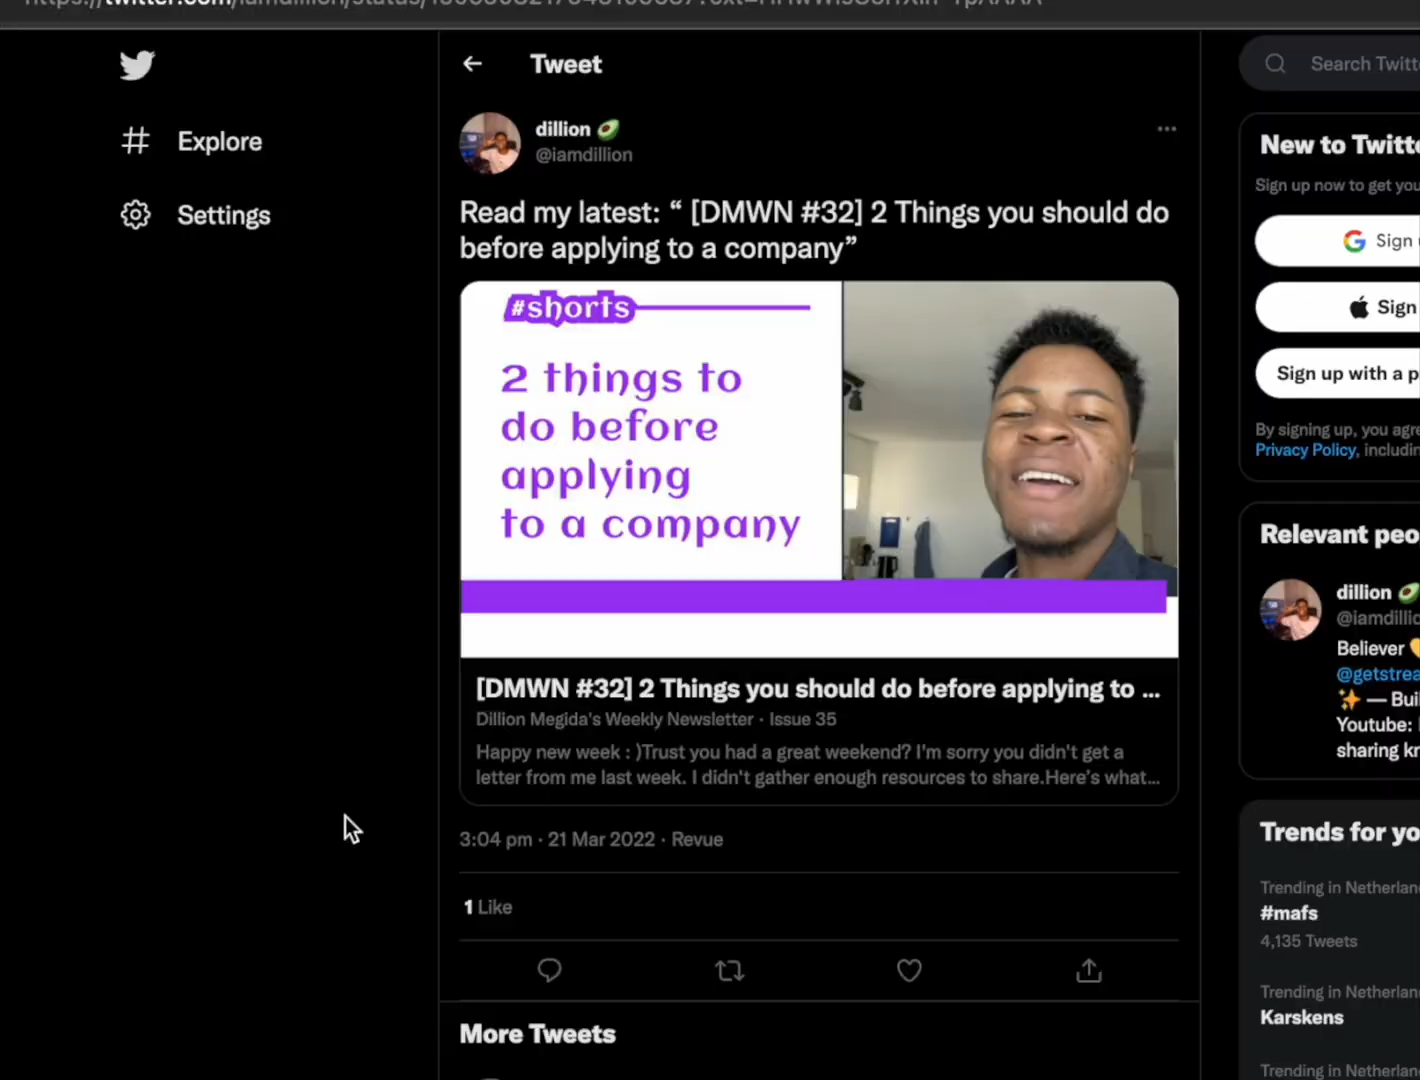 Tweet
Explore
Settings
dillion 🥑
@iamdillion
Read my latest: “ [DMWN #32] 2 Things you should do
before applying to a company”
#shorts
2 things to
do before
applying
to a company
[DMWN #32] 2 Things you should do before applying to ...
Dillion Megida's Weekly Newsletter · Issue 35
Happy new week : )Trust you had a great weekend? I'm sorry you didn't get a
letter from me last week. I didn't gather enough resources to share.Here's what...
3:04 pm · 21 Mar 2022 · Revue
1 Like
More Tweets
Search Twitt
New to Twitte
Sign up now to get you
Sign
Sign
Sign up with a p
By signing up, you agre
Privacy Policy, includin
Relevant peo
dillion 🥑
@iamdillio
Believer
@getstrea
✨ — Bui
Youtube:
sharing kn
Trends for yo
Trending in Netherlan
#mafs
4,135 Tweets
Trending in Netherlan
Karskens
Trending in Netherlan